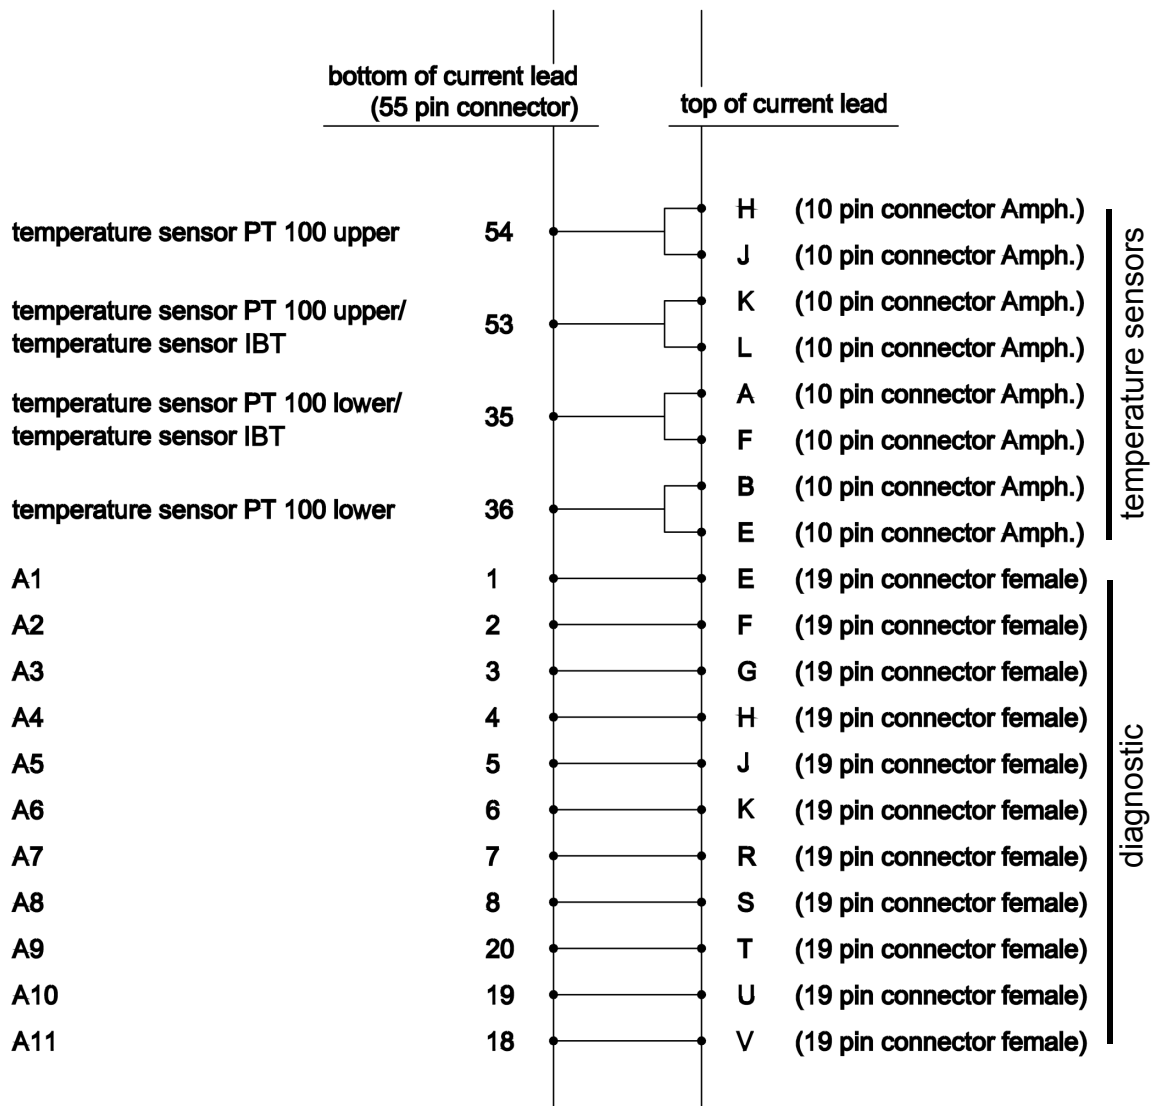 bottom of current lead
(55 pin connector)
top of current lead
temperature sensor PT 100 upper 54 H (10 pin connector Amph.)
J (10 pin connector Amph.)
temperature sensor PT 100 upper/
temperature sensor IBT
53 K (10 pin connector Amph.)
L (10 pin connector Amph.)
temperature sensor PT 100 lower/
temperature sensor IBT
35 A (10 pin connector Amph.)
F (10 pin connector Amph.)
temperature sensor PT 100 lower 36 B (10 pin connector Amph.)
E (10 pin connector Amph.)
temperature sensors
A1 1 E (19 pin connector female)
A2 2 F (19 pin connector female)
A3 3 G (19 pin connector female)
A4 4 H (19 pin connector female)
A5 5 J (19 pin connector female)
A6 6 K (19 pin connector female)
A7 7 R (19 pin connector female)
A8 8 S (19 pin connector female)
A9 20 T (19 pin connector female)
A10 19 U (19 pin connector female)
A11 18 V (19 pin connector female)
diagnostic